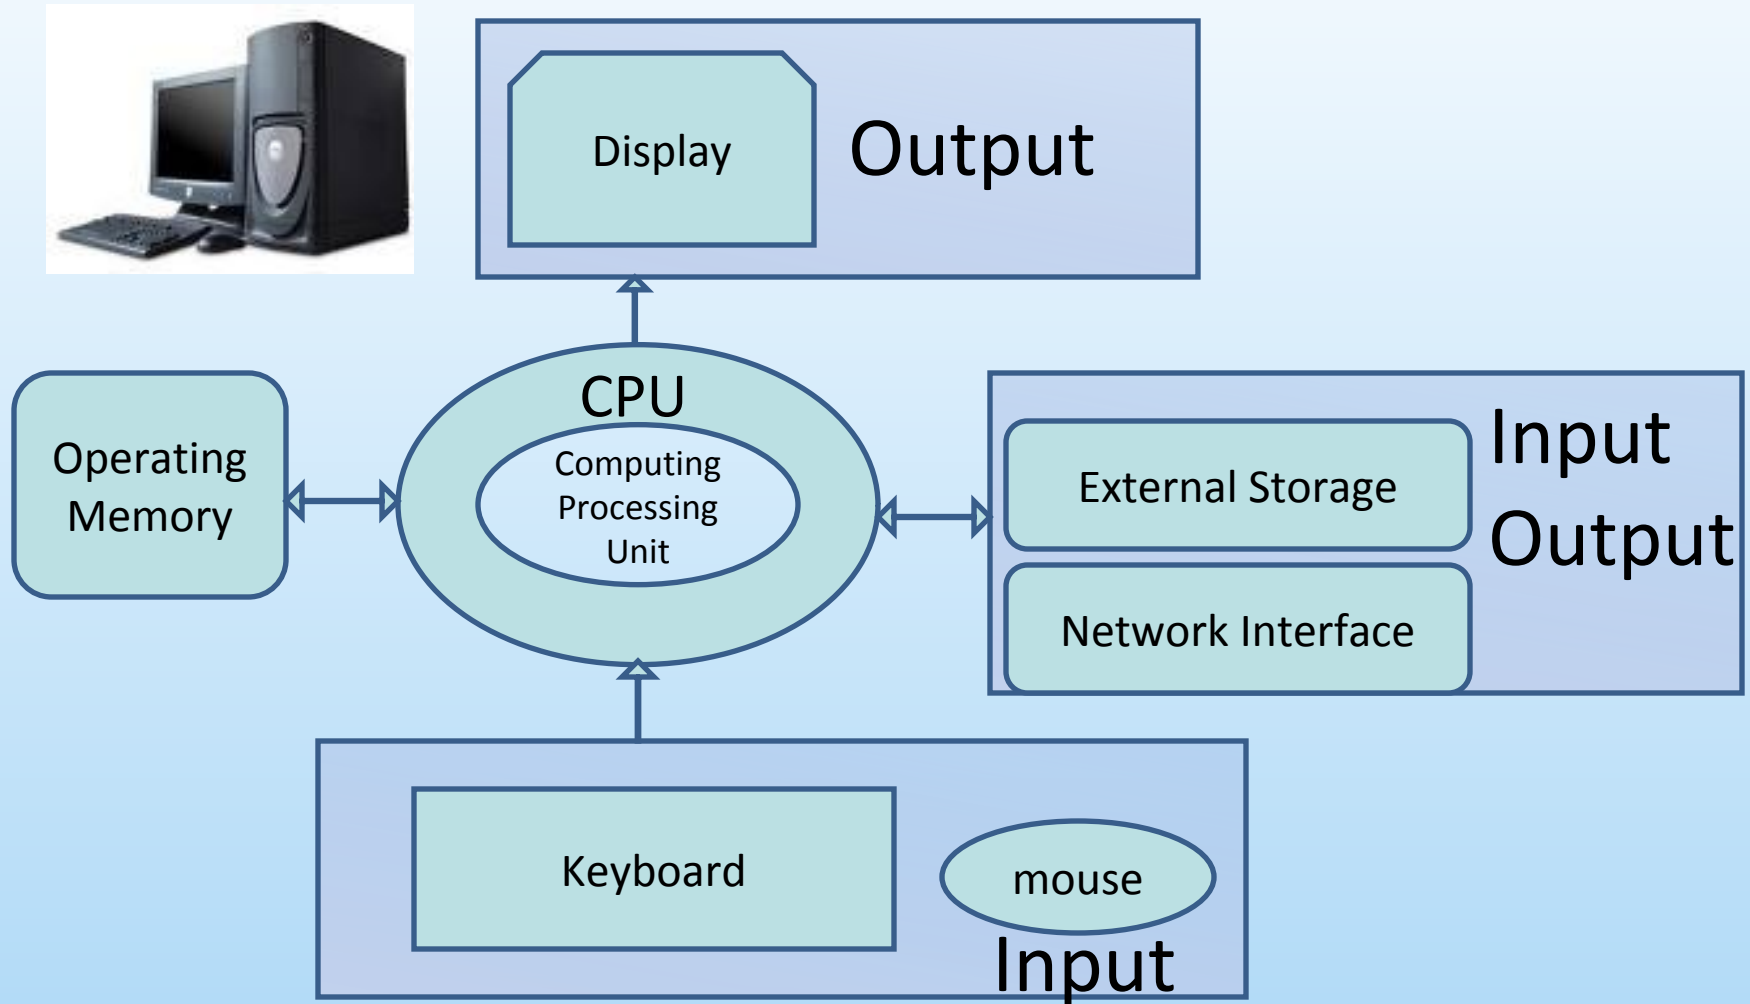 Display
Output
CPU
Computing
Processing
Unit
Operating
Memory
External Storage
Network Interface
Input
Output
Keyboard
mouse
Input